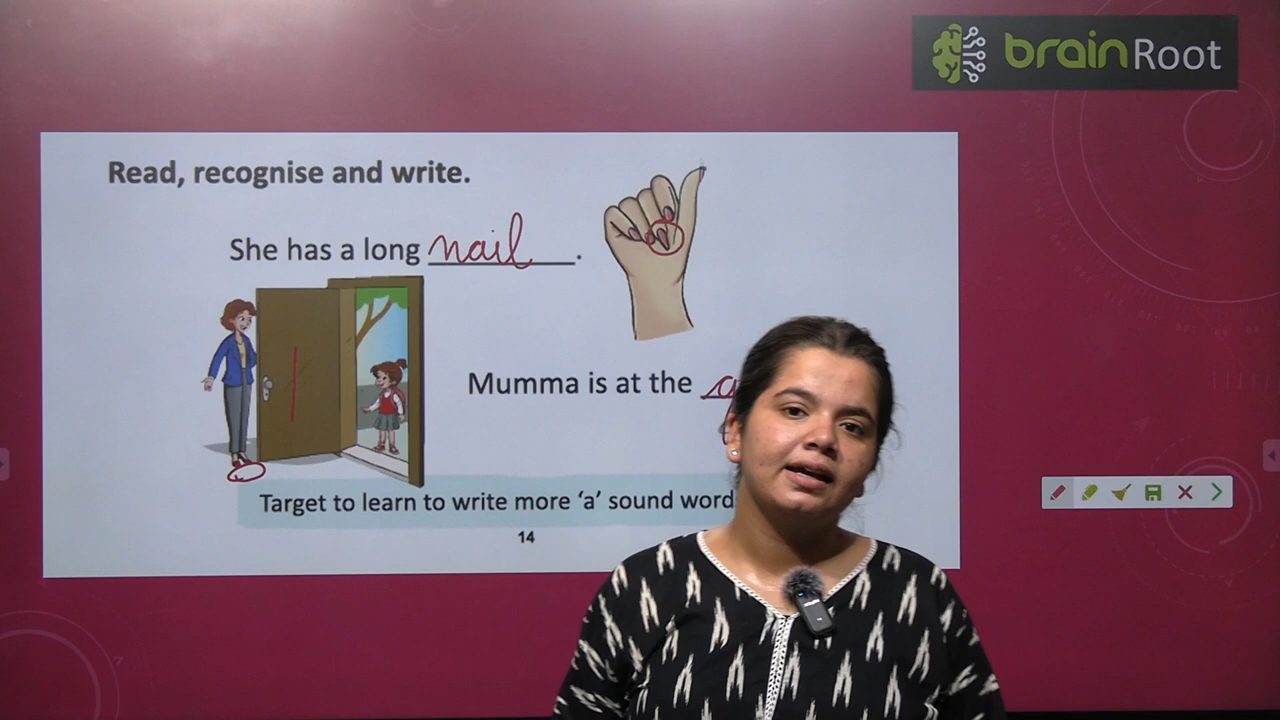 brainRoot
Read, recognise and write.
She has a long nail.
Mumma is at the
Target to learn to write more ‘a’ sound word
14